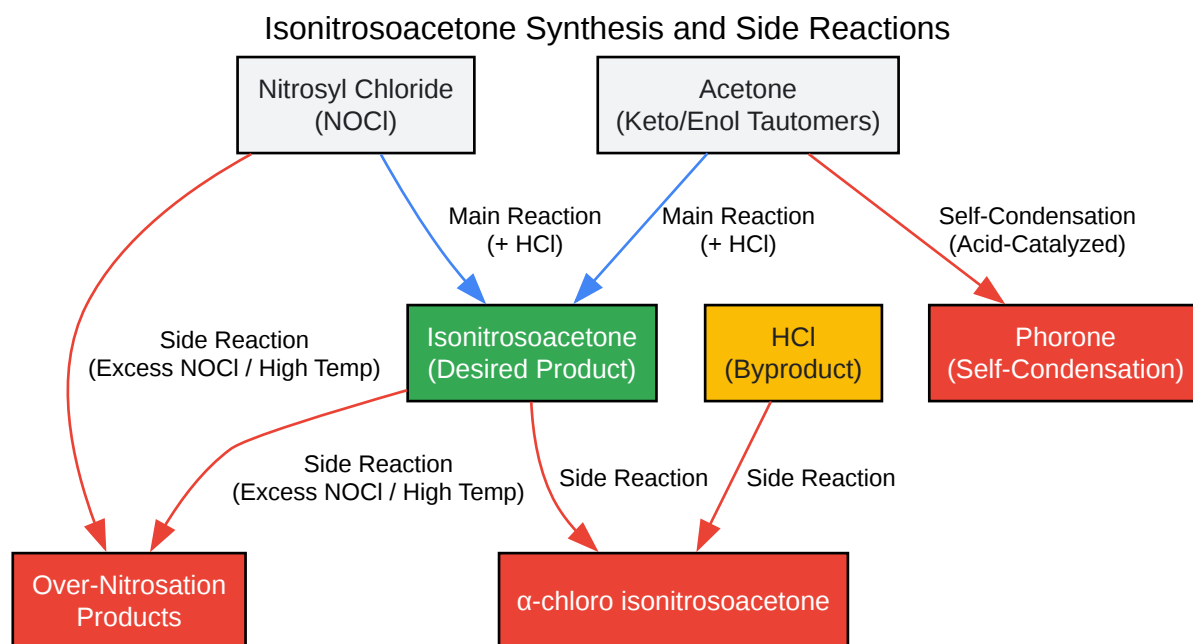 Isonitrosoacetone Synthesis and Side Reactions
Nitrosyl Chloride
(NOCl)
Acetone
(Keto/Enol Tautomers)
Main Reaction
(+ HCl)
Main Reaction
(+ HCl)
Self-Condensation
(Acid-Catalyzed)
Side Reaction
(Excess NOCl / High Temp)
Isonitrosoacetone
(Desired Product)
HCl
(Byproduct)
Phorone
(Self-Condensation)
Side Reaction
(Excess NOCl / High Temp)
Side Reaction
Side Reaction
Over-Nitrosation
Products
α-chloro isonitrosoacetone